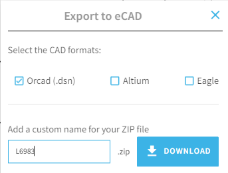 Export to eCAD
Select the CAD formats:
Orcad (.dsn) Altium Eagle
Add a custom name for your ZIP file
L6983 .zip DOWNLOAD